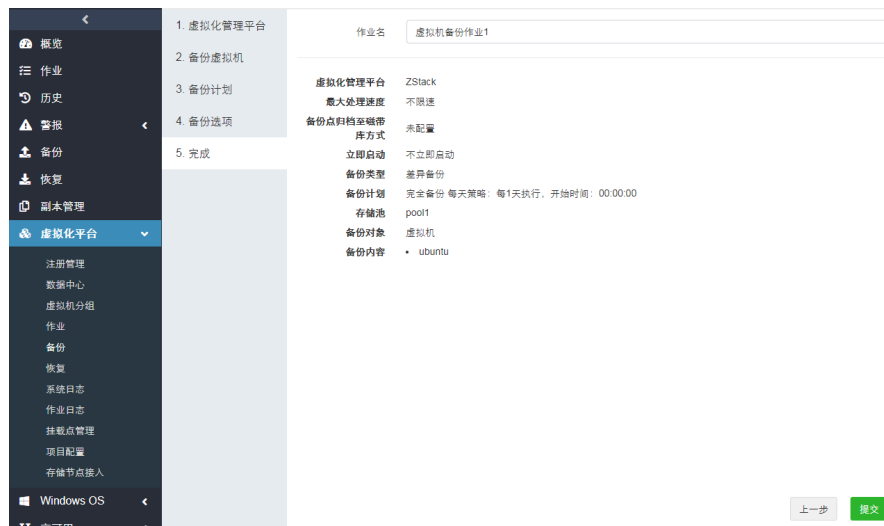 概览
作业
历史
警报
备份
恢复
副本管理
虚拟化平台
注册管理
数据中心
虚拟机分组
作业
备份
恢复
系统日志
作业日志
挂载点管理
项目配置
存储节点接入
Windows OS
1. 虚拟化管理平台
2. 备份虚拟机
3. 备份计划
4. 备份选项
5. 完成
作业名 虚拟机备份作业1
虚拟化管理平台 ZStack
最大处理速度 不限速
备份点归档至磁带
库方式 未配置
立即启动 不立即启动
备份类型 差异备份
备份计划 完全备份 每天策略：每1天执行，开始时间：00:00:00
存储池 pool1
备份对象 虚拟机
备份内容 • ubuntu
上一步 提交